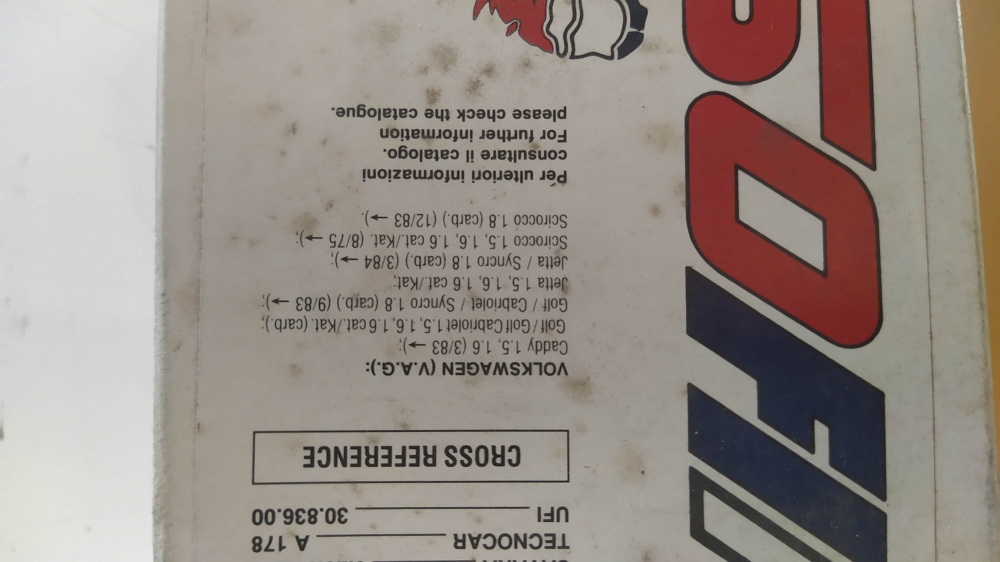 TECNOCAR A 178
UFI 30.836.00
CROSS REFERENCE
VOLKSWAGEN (V.A.G.):
Caddy 1.5, 1.6 (3/83 →);
Golf / Golf Cabriolet 1.5, 1.6, 1.6 cat./Kat. (carb.);
Golf / Cabriolet / Syncro 1.8 (carb.) (9/83 →);
Jetta 1.5, 1.6, 1.6 cat./Kat;
Jetta / Syncro 1.8 (carb.) (3/84 →);
Scirocco 1.5, 1.6, 1.6 cat./Kat. (8/75 →);
Scirocco 1.8 (carb.) (12/83 →).
Per ulteriori informazioni
consultare il catalogo.
For further information
please check the catalogue.